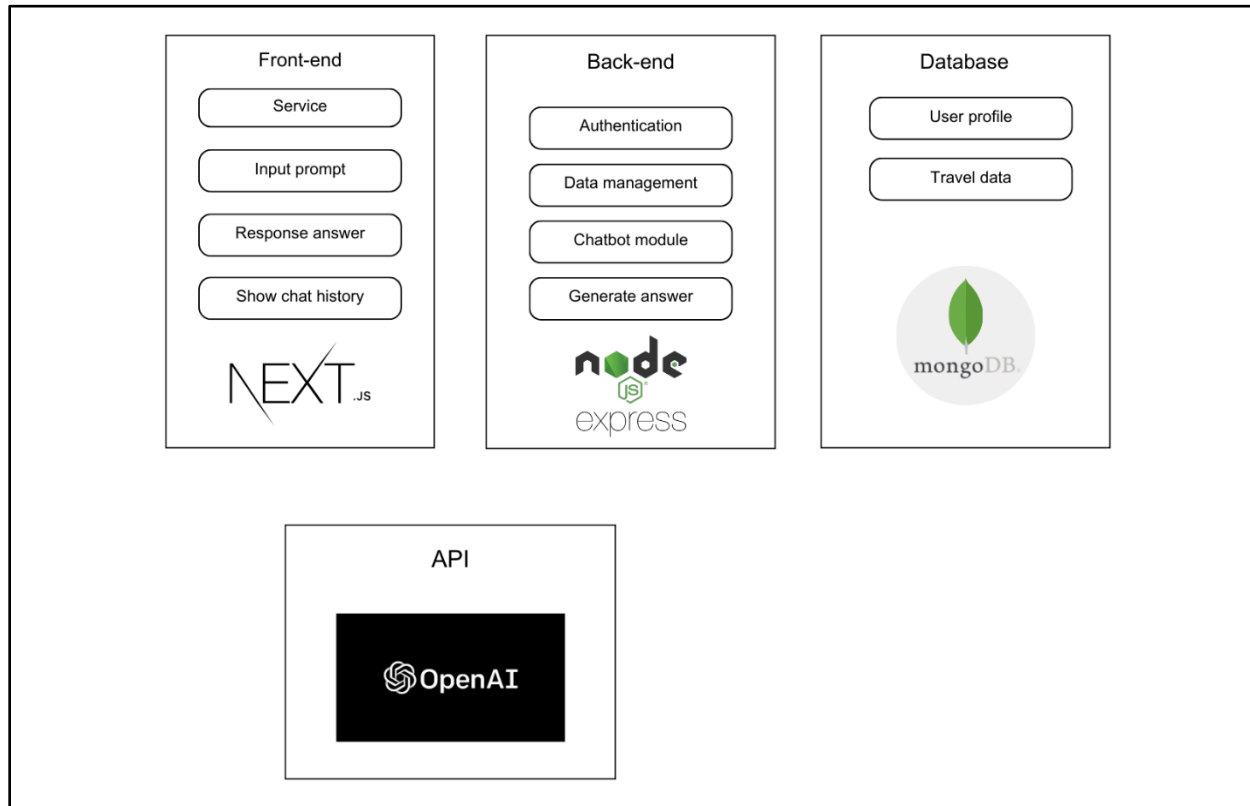 Front-end
Service
Input prompt
Response answer
Show chat history
NEXT.JS
Back-end
Authentication
Data management
Chatbot module
Generate answer
node
JS
express
Database
User profile
Travel data
mongoDB.
API
OpenAI